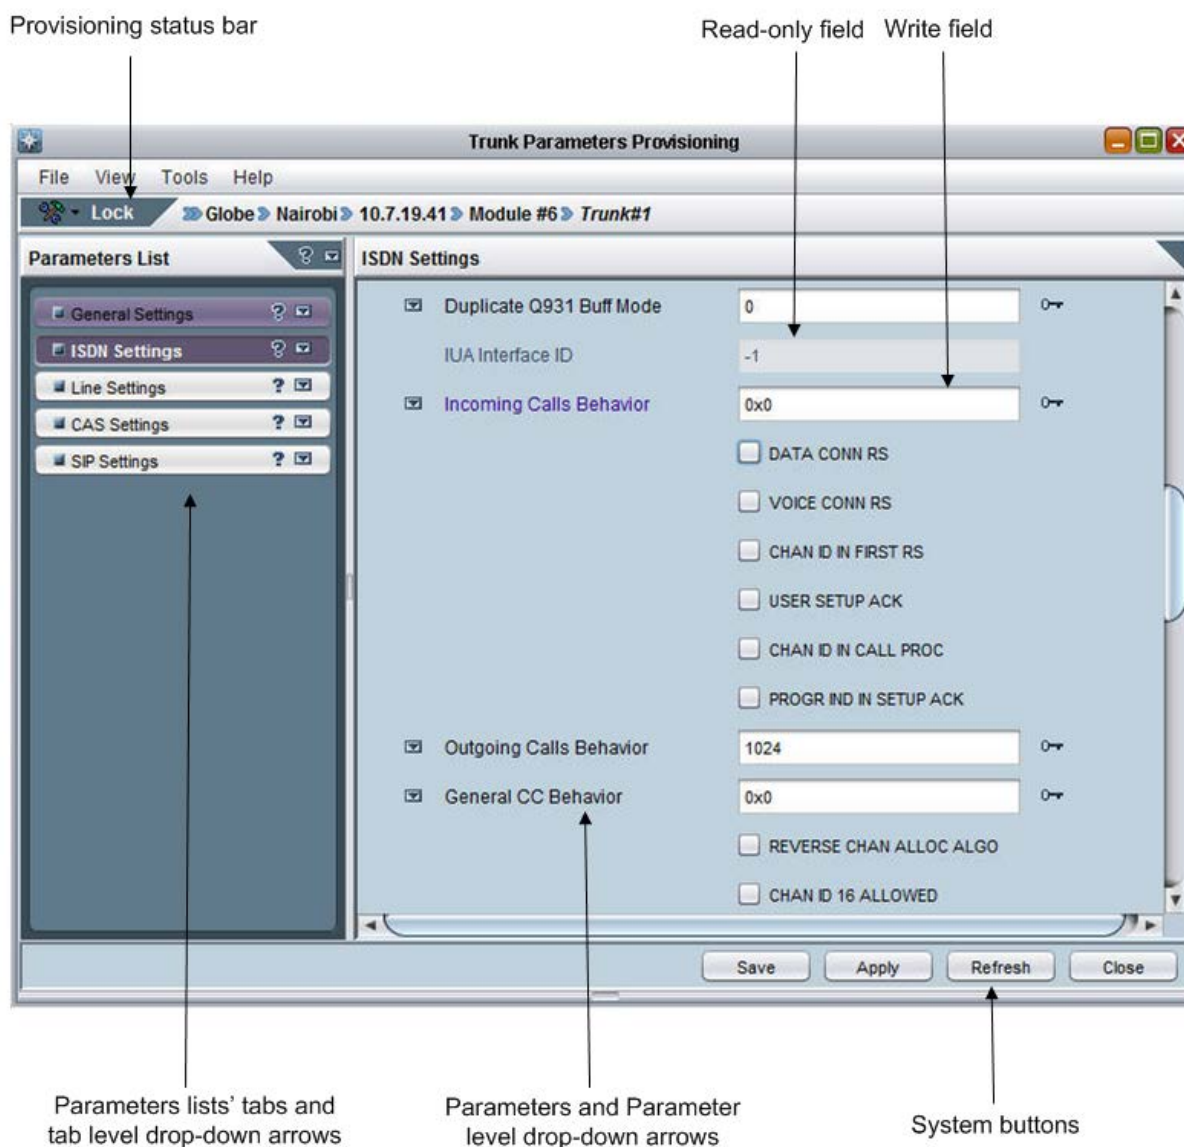 Provisioning status bar
Read-only field
Write field
Trunk Parameters Provisioning
File View Tools Help
Lock Globe Nairobi 10.7.19.41 Module #6 Trunk#1
Parameters List
General Settings ?
ISDN Settings ?
Line Settings ?
CAS Settings ?
SIP Settings ?
ISDN Settings
Duplicate Q931 Buff Mode 0
IUA Interface ID -1
Incoming Calls Behavior 0x0
DATA CONN RS
VOICE CONN RS
CHAN ID IN FIRST RS
USER SETUP ACK
CHAN ID IN CALL PROC
PROGR IND IN SETUP ACK
Outgoing Calls Behavior 1024
General CC Behavior 0x0
REVERSE CHAN ALLOC ALGO
CHAN ID 16 ALLOWED
Save Apply Refresh Close
Parameters lists' tabs and
tab level drop-down arrows
Parameters and Parameter
level drop-down arrows
System buttons